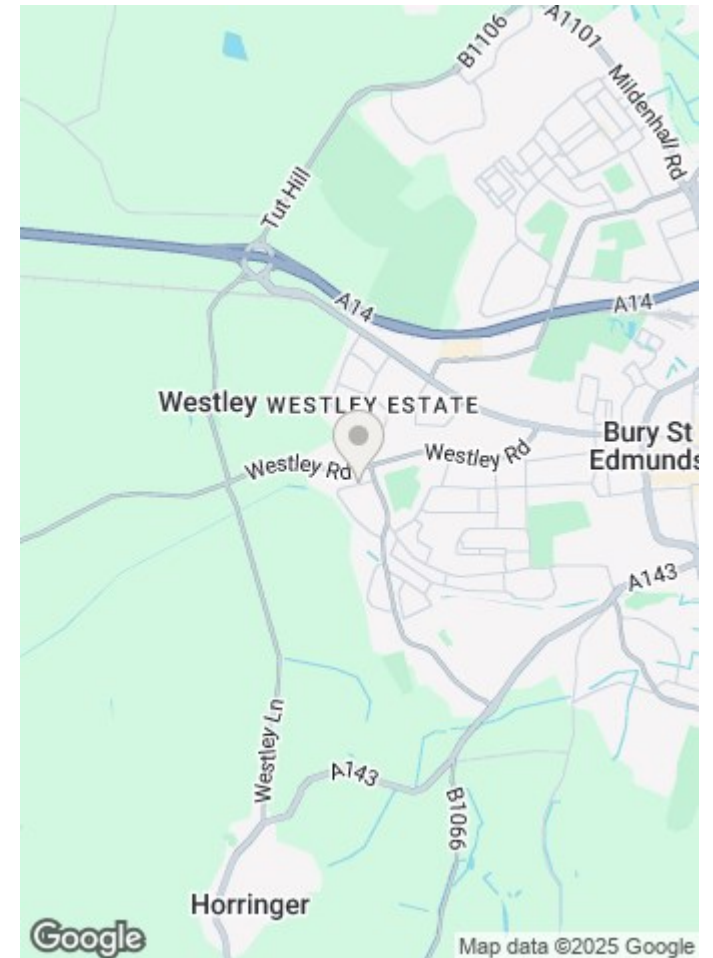 A1101
B1106
Mildenhall Rd
Tut Hill
A14
A14
Westley
WESTLEY ESTATE
Bury St
Edmunds
Westley Rd
Westley Rd
A143
Westley Ln
A143
B1066
Horringer
Google
Map data ©2025 Google